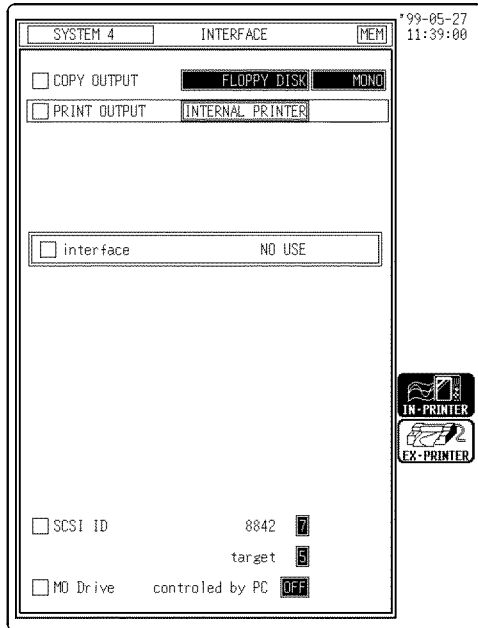 SYSTEM 4 INTERFACE MEM '99-05-27
11:39:00
COPY OUTPUT FLOPPY DISK MONO
PRINT OUTPUT INTERNAL PRINTER
interface NO USE
IN-PRINTER
EX-PRINTER
SCSI ID 8842 7
target 5
MO Drive controled by PC OFF